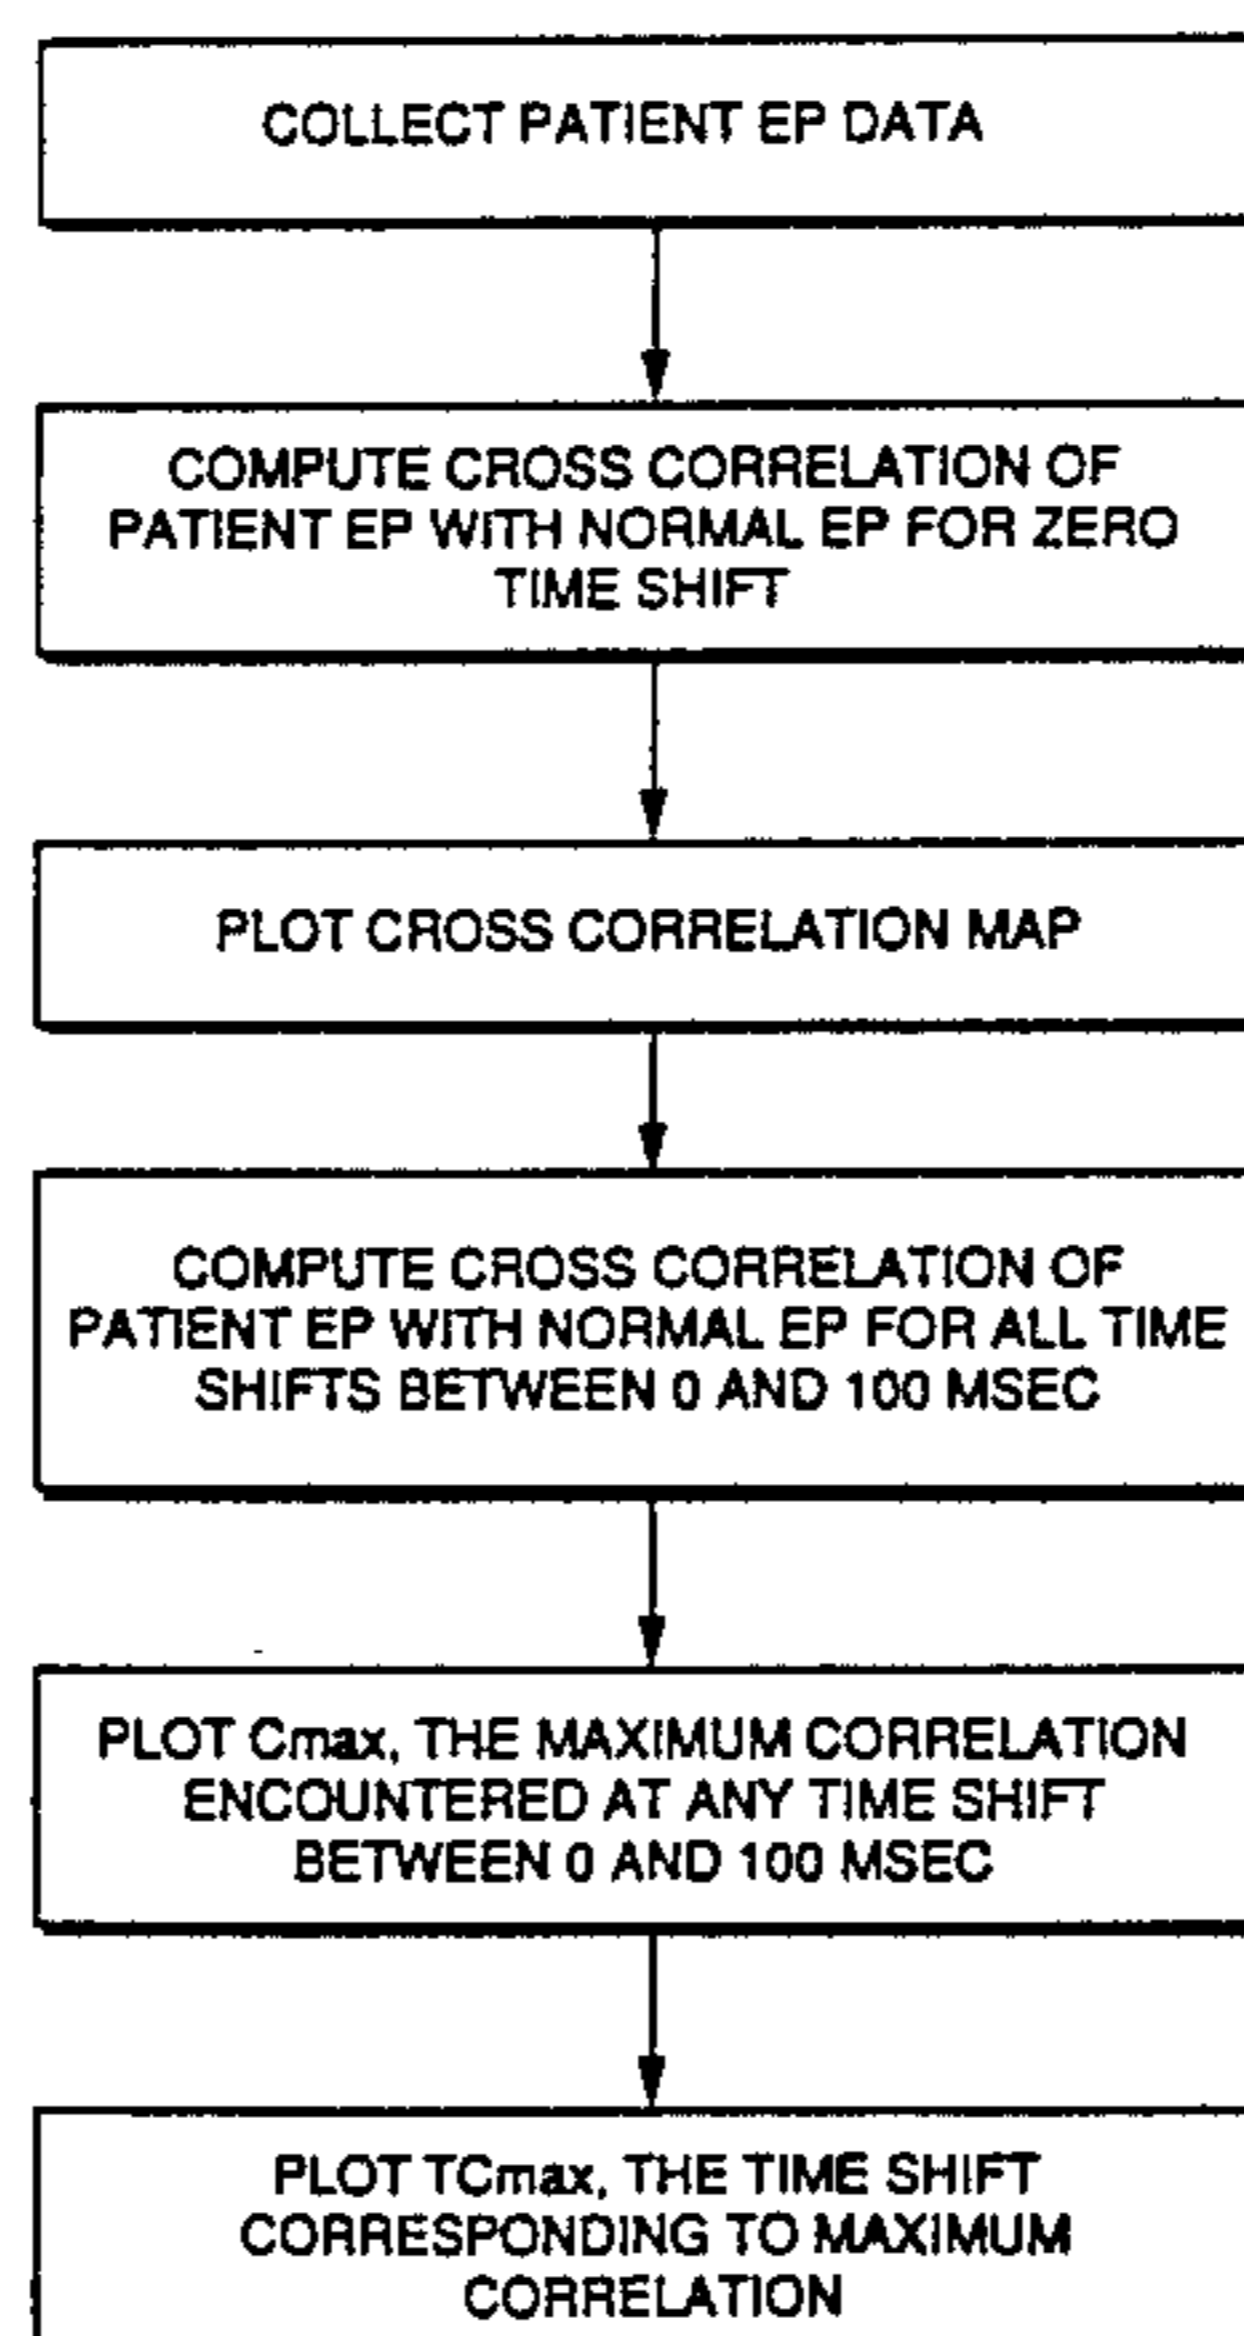 COLLECT PATIENT EP DATA
COMPUTE CROSS CORRELATION OF
PATIENT EP WITH NORMAL EP FOR ZERO
TIME SHIFT
PLOT CROSS CORRELATION MAP
COMPUTE CROSS CORRELATION OF
PATIENT EP WITH NORMAL EP FOR ALL TIME
SHIFTS BETWEEN 0 AND 100 MSEC
PLOT Cmax, THE MAXIMUM CORRELATION
ENCOUNTERED AT ANY TIME SHIFT
BETWEEN 0 AND 100 MSEC
PLOT TCmax, THE TIME SHIFT
CORRESPONDING TO MAXIMUM
CORRELATION